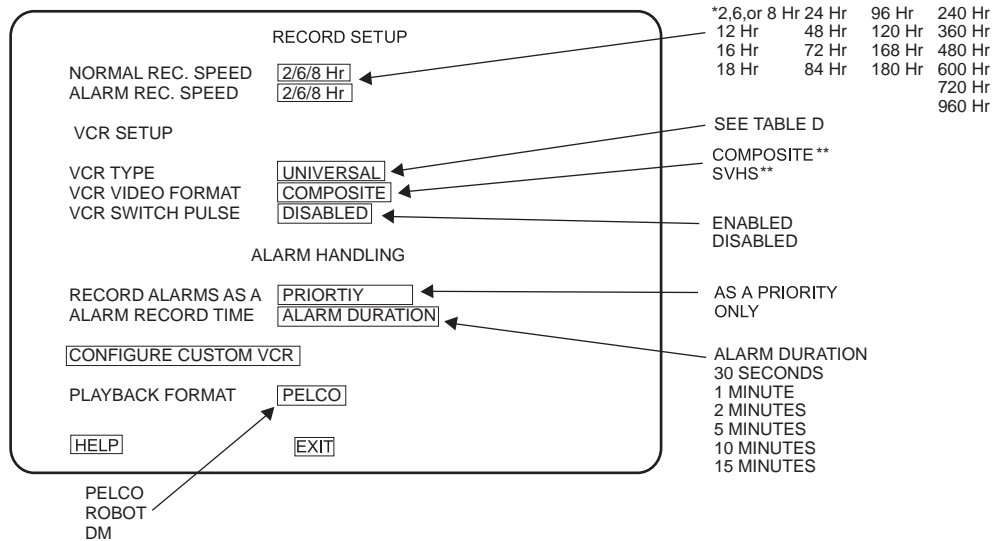 RECORD SETUP
NORMAL REC. SPEED 2/6/8 Hr
ALARM REC. SPEED 2/6/8 Hr
VCR SETUP
VCR TYPE UNIVERSAL
VCR VIDEO FORMAT COMPOSITE
VCR SWITCH PULSE DISABLED
ALARM HANDLING
RECORD ALARMS AS A PRIORTIY
ALARM RECORD TIME ALARM DURATION
CONFIGURE CUSTOM VCR
PLAYBACK FORMAT PELCO
HELP EXIT
*2,6,or 8 Hr 24 Hr 96 Hr 240 Hr
12 Hr 48 Hr 120 Hr 360 Hr
16 Hr 72 Hr 168 Hr 480 Hr
18 Hr 84 Hr 180 Hr 600 Hr
720 Hr
960 Hr
SEE TABLE D
COMPOSITE**
SVHS**
ENABLED
DISABLED
AS A PRIORITY
ONLY
ALARM DURATION
30 SECONDS
1 MINUTE
2 MINUTES
5 MINUTES
10 MINUTES
15 MINUTES
PELCO
ROBOT
DM